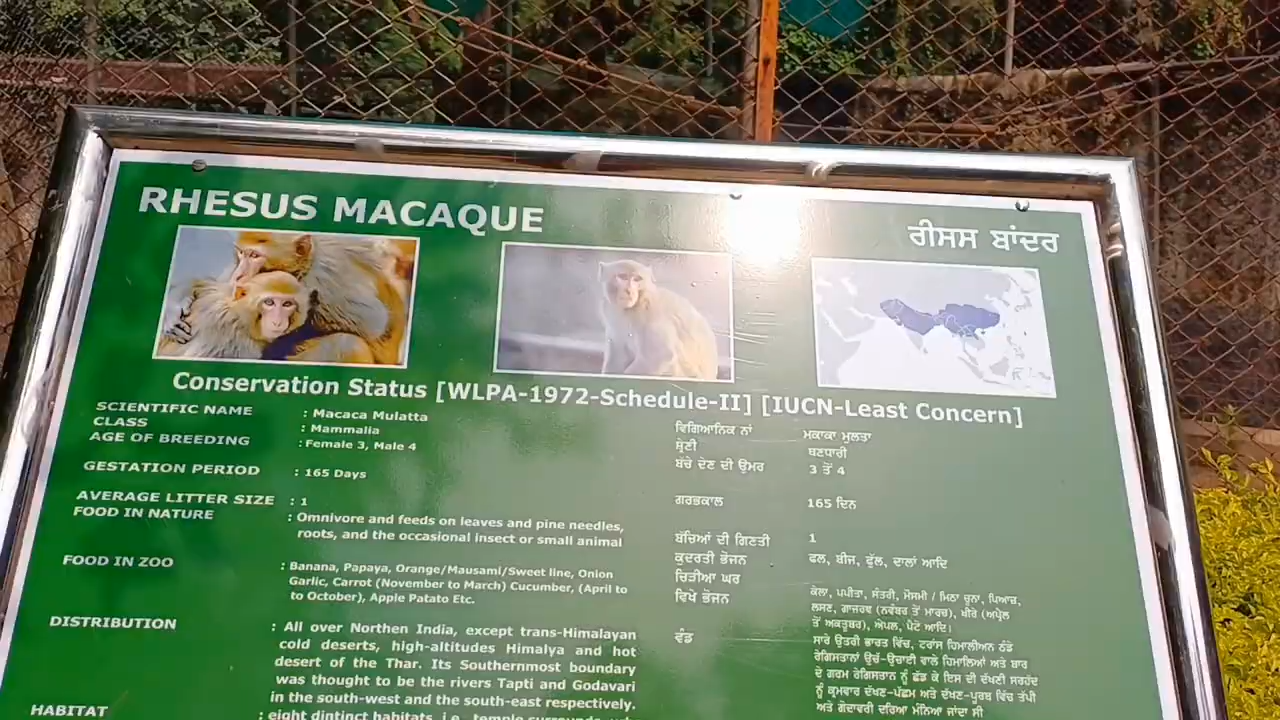 RHESUS MACAQUE
ਰੀਸਸ ਬਾਂਦਰ
Conservation Status [WLPA-1972-Schedule-II] [IUCN-Least Concern]
SCIENTIFIC NAME : Macaca Mulatta
CLASS : Mammalia
AGE OF BREEDING : Female 3, Male 4
GESTATION PERIOD : 165 Days
AVERAGE LITTER SIZE : 1
FOOD IN NATURE : Omnivore and feeds on leaves and pine needles,
roots, and the occasional insect or small animal
FOOD IN ZOO : Banana, Papaya, Orange/Mausami/Sweet line, Onion
Garlic, Carrot (November to March) Cucumber, (April to
to October), Apple Patato Etc.
DISTRIBUTION : All over Northen India, except trans-Himalayan
cold deserts, high-altitudes Himalya and hot
desert of the Thar. Its Southernmost boundary
was thought to be the rivers Tapti and Godavari
in the south-west and the south-east respectively.
HABITAT : eight dintinct habitats, i.e., temple
ਵਿਗਿਆਨਿਕ ਨਾਂ ਮਕਾਕਾ ਮੁਲਤਾ
ਸ਼੍ਰੇਣੀ ਥਣਧਾਰੀ
ਬੱਚੇ ਦੇਣ ਦੀ ਉਮਰ 3 ਤੋਂ 4
ਗਰਭਕਾਲ 165 ਦਿਨ
ਬੱਚਿਆਂ ਦੀ ਗਿਣਤੀ 1
ਕੁਦਰਤੀ ਭੋਜਨ ਫਲ, ਬੀਜ, ਫੁੱਲ, ਦਾਲਾਂ ਆਦਿ
ਚਿੜੀਆ ਘਰ
ਵਿਖੇ ਭੋਜਨ ਕੇਲਾ, ਪਪੀਤਾ, ਸੰਤਰੀ, ਮੌਸਮੀ / ਮਿਠਾ ਚੂਨਾ, ਪਿਆਜ਼,
ਲਸਣ, ਗਾਜਰਖ (ਨਵੰਬਰ ਤੋਂ ਮਾਰਚ), ਖੀਰੇ (ਅਪ੍ਰੈਲ
ਤੋਂ ਅਕਤੂਬਰ), ਐਪਲ, ਪੈਟੋ ਆਦਿ।
ਵੰਡ ਸਾਰੇ ਉਤਰੀ ਭਾਰਤ ਵਿੱਚ, ਟਰਾਂਸ ਹਿਮਾਲੀਅਨ ਠੰਡੇ
ਰੇਗਿਸਤਾਨਾਂ ਉਚੱ-ਉਚਾਈ ਵਾਲੇ ਹਿਮਾਲਿਆਂ ਅਤੇ ਥਾਰ
ਦੇ ਗਰਮ ਰੇਗਿਸਤਾਨ ਨੂੰ ਛੱਡ ਕੇ ਇਸ ਦੀ ਦੱਖਣੀ ਸਰਹੱਦ
ਨੂੰ ਕ੍ਰਮਵਾਰ ਦੱਖਣ-ਪੱਛਮ ਅਤੇ ਦੱਖਣ-ਪੂਰਬ ਵਿੱਚ ਤੱਪੀ
ਅਤੇ ਗੋਦਾਵਰੀ ਦਰਿਆ ਮੰਨਿਆ ਜਾਂਦਾ ਸੀ